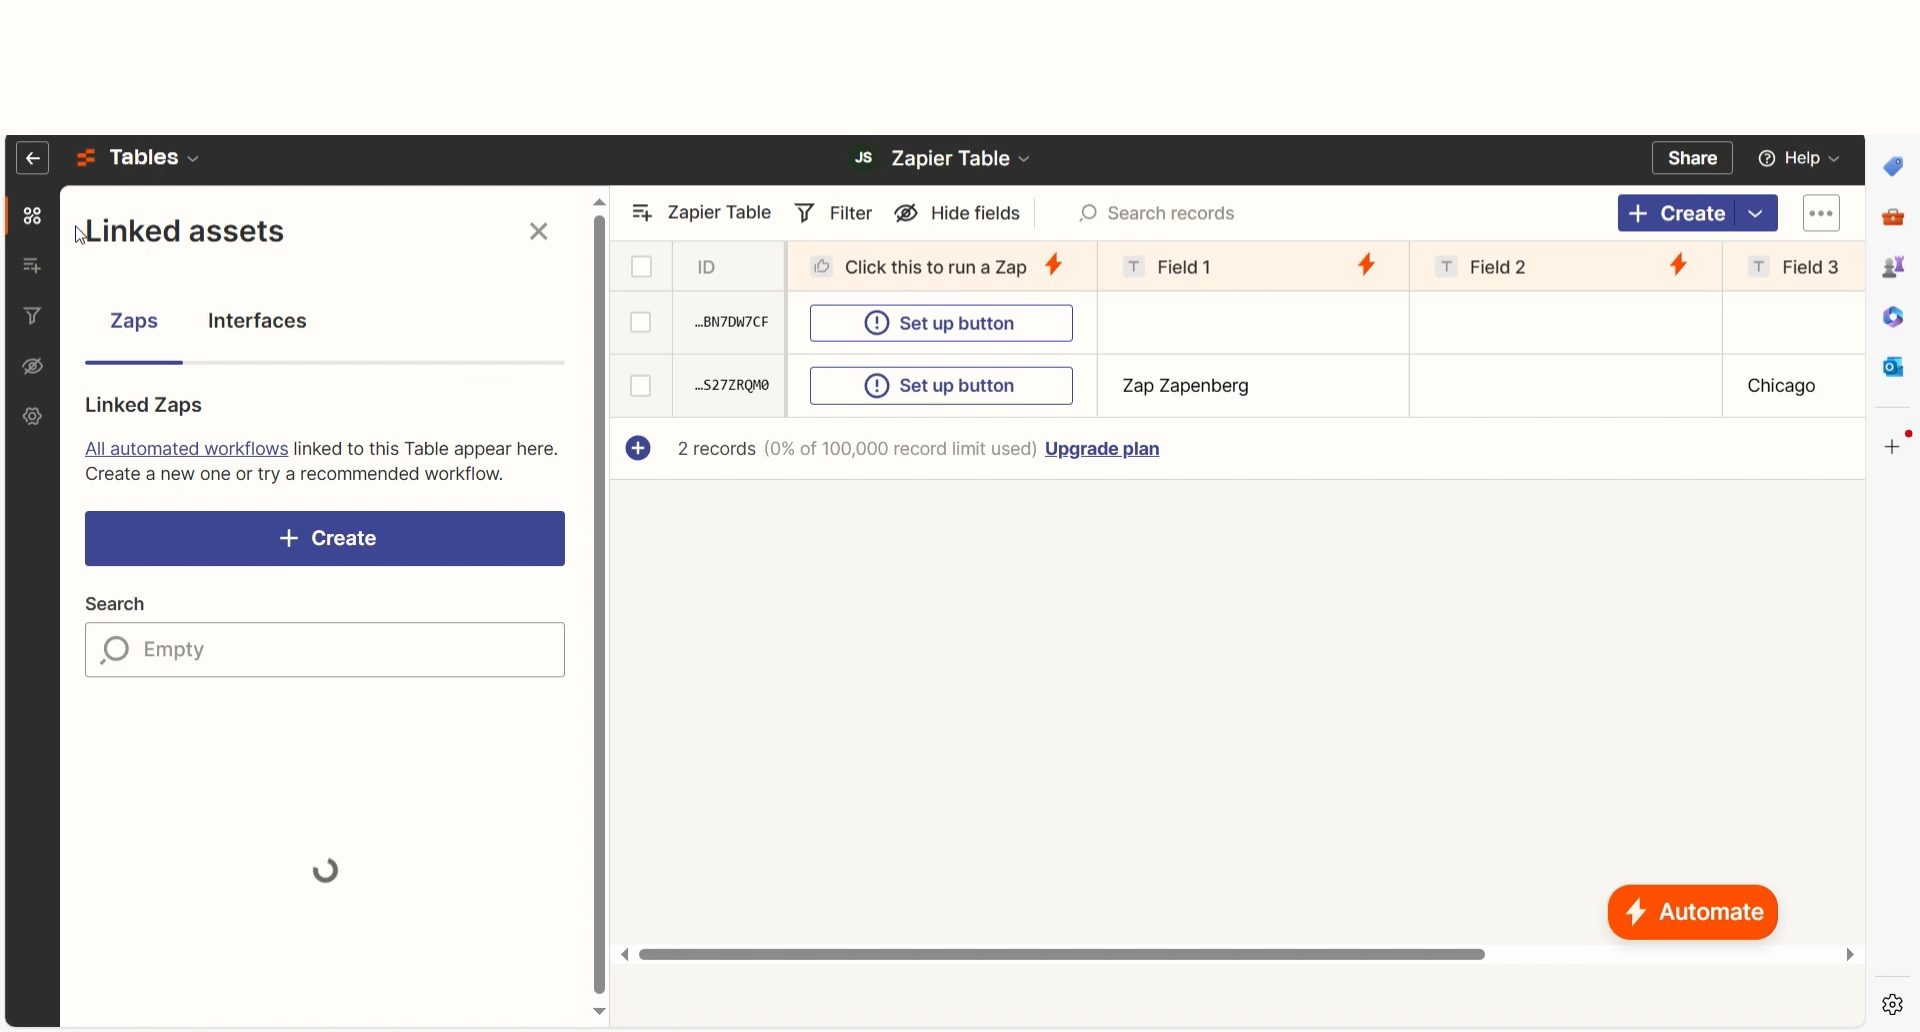 Tables
JS Zapier Table
Share
Help
Linked assets
Zaps
Interfaces
Linked Zaps
All automated workflows linked to this Table appear here.
Create a new one or try a recommended workflow.
+ Create
Search
Empty
Zapier Table
Filter
Hide fields
Search records
+ Create
ID
Click this to run a Zap
T Field 1
T Field 2
T Field 3
…BN7DW7CF
Set up button
…S27ZRQM0
Set up button
Zap Zapenberg
Chicago
2 records (0% of 100,000 record limit used) Upgrade plan
Automate